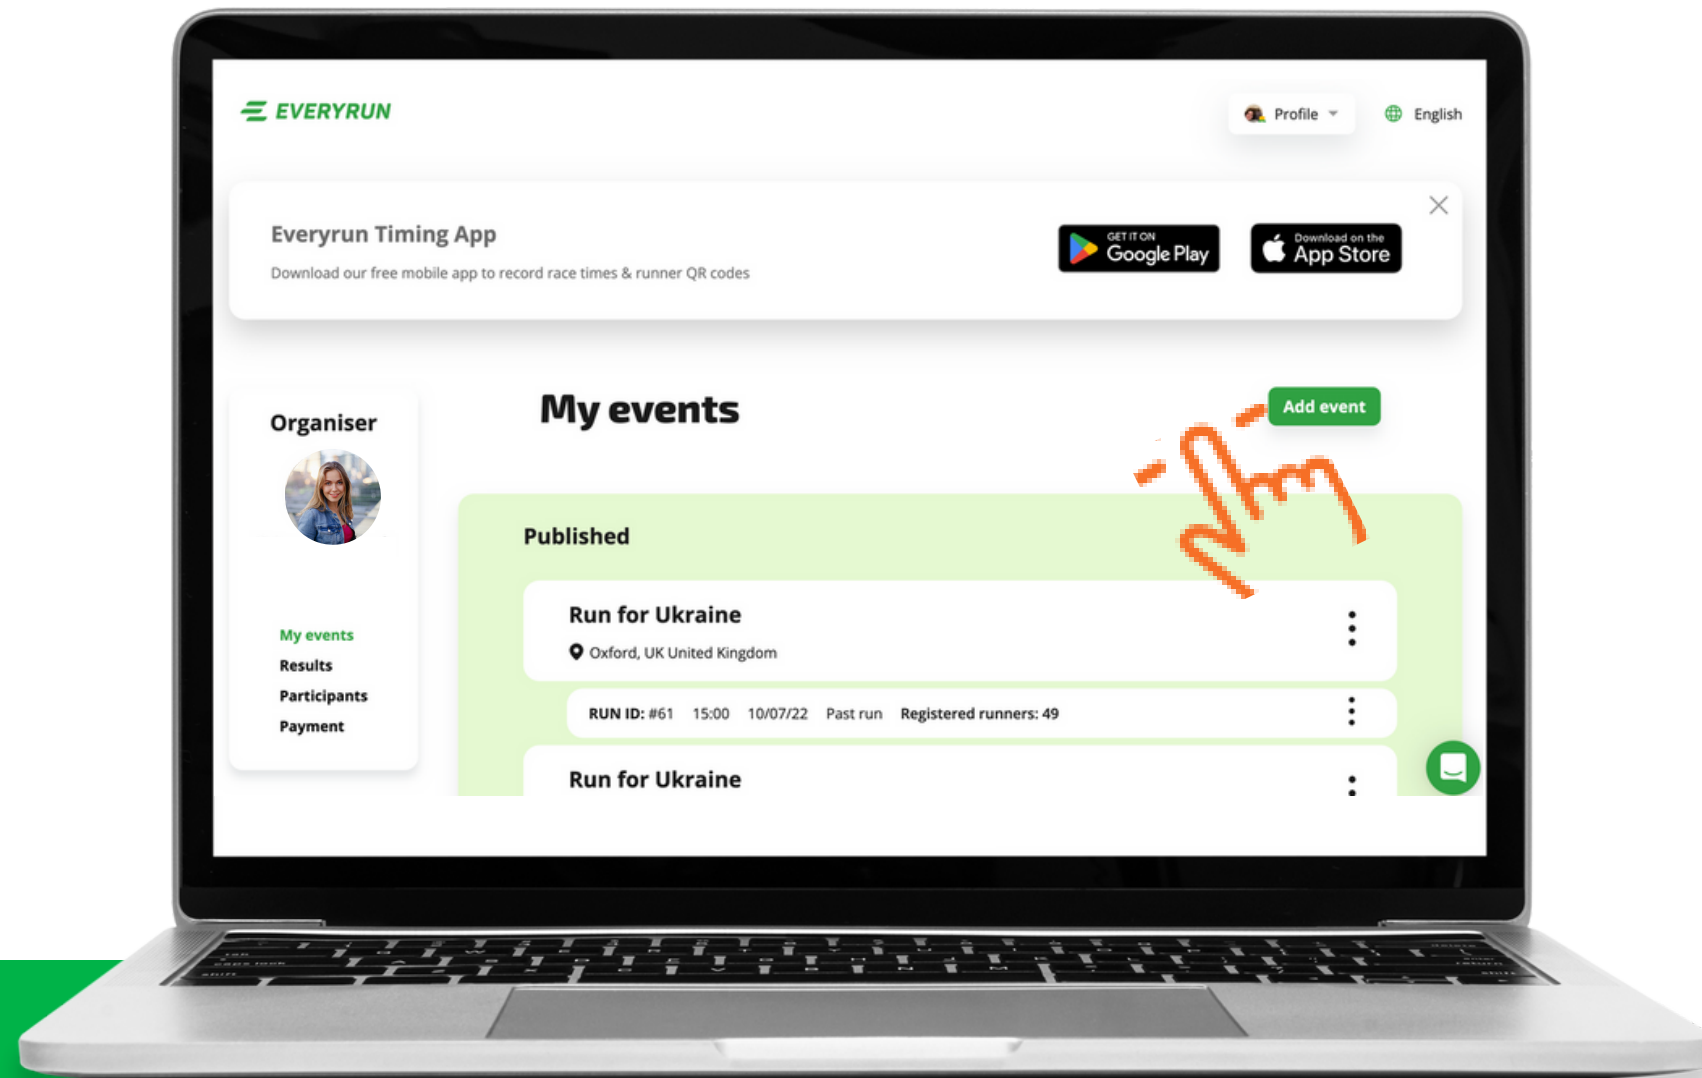 EVERYRUN
Profile
English
Everyrun Timing App
Download our free mobile app to record race times & runner QR codes
GET IT ON
Google Play
Download on the
App Store
Organiser
My events
Add event
Published
Run for Ukraine
Oxford, UK United Kingdom
RUN ID: #61 15:00 10/07/22 Past run Registered runners: 49
Run for Ukraine
My events
Results
Participants
Payment